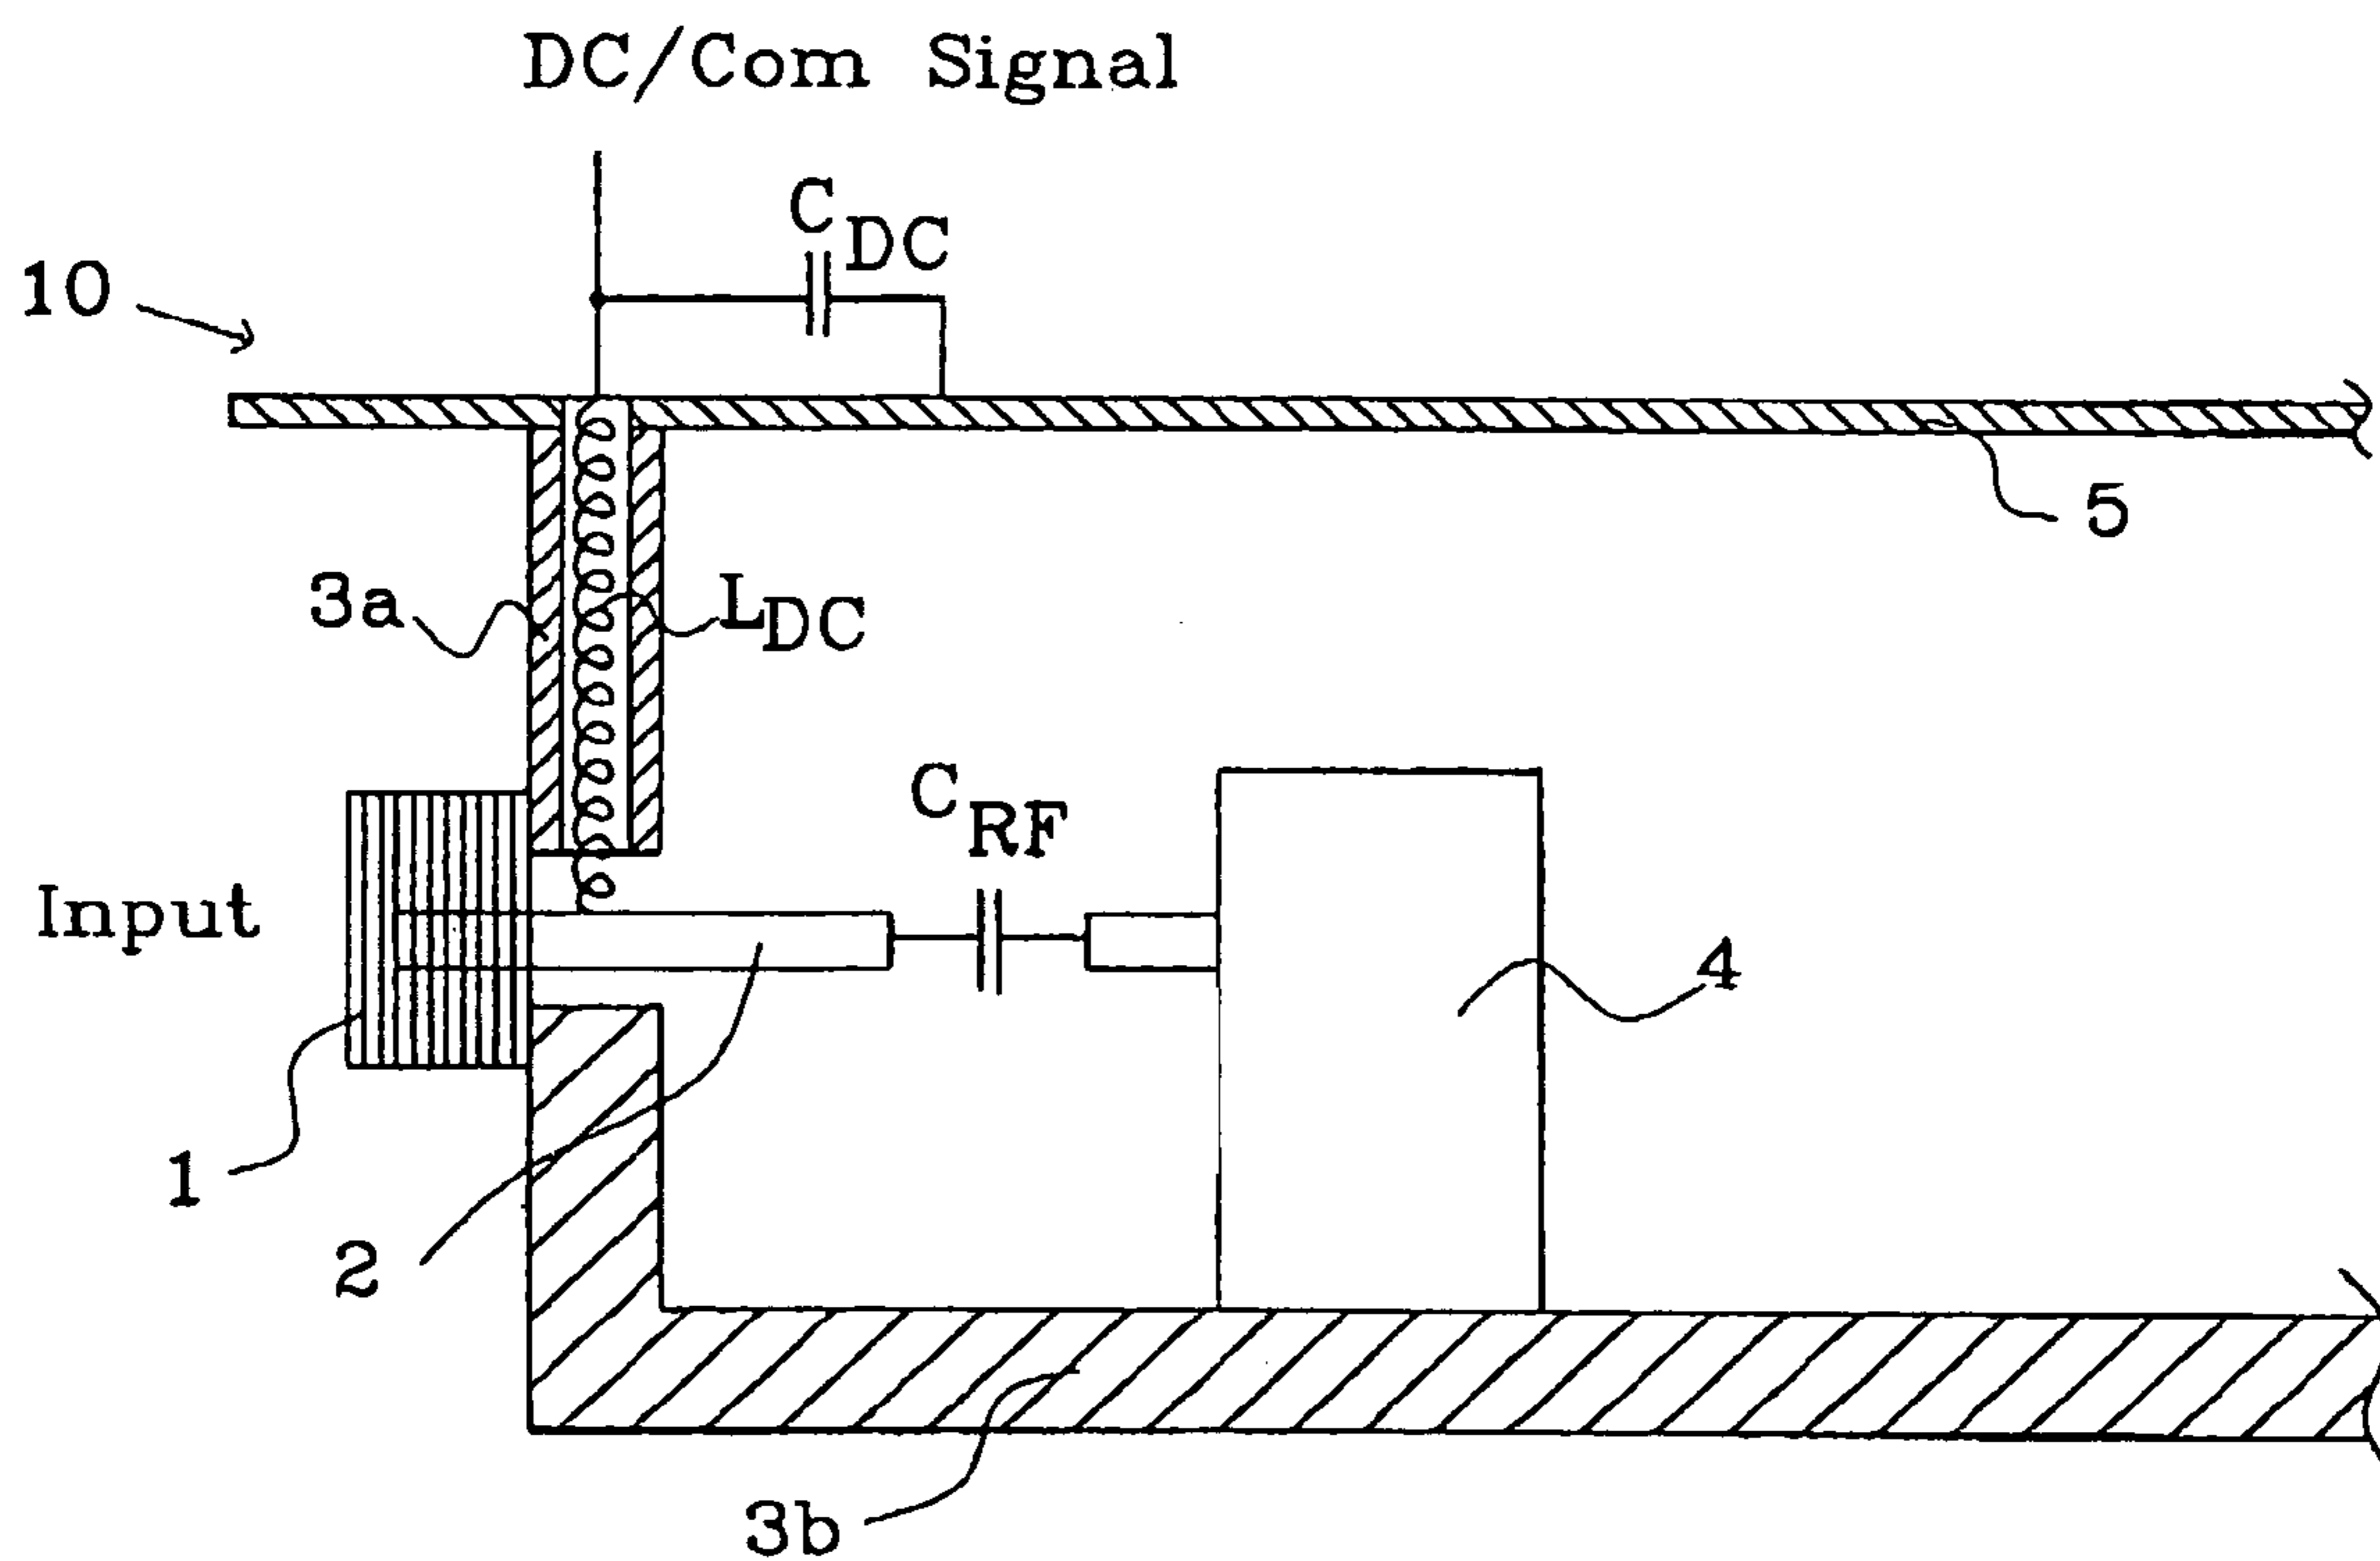 DC/Com Signal
C DC
10
5
3a
L DC
C RF
Input
4
1
2
3b